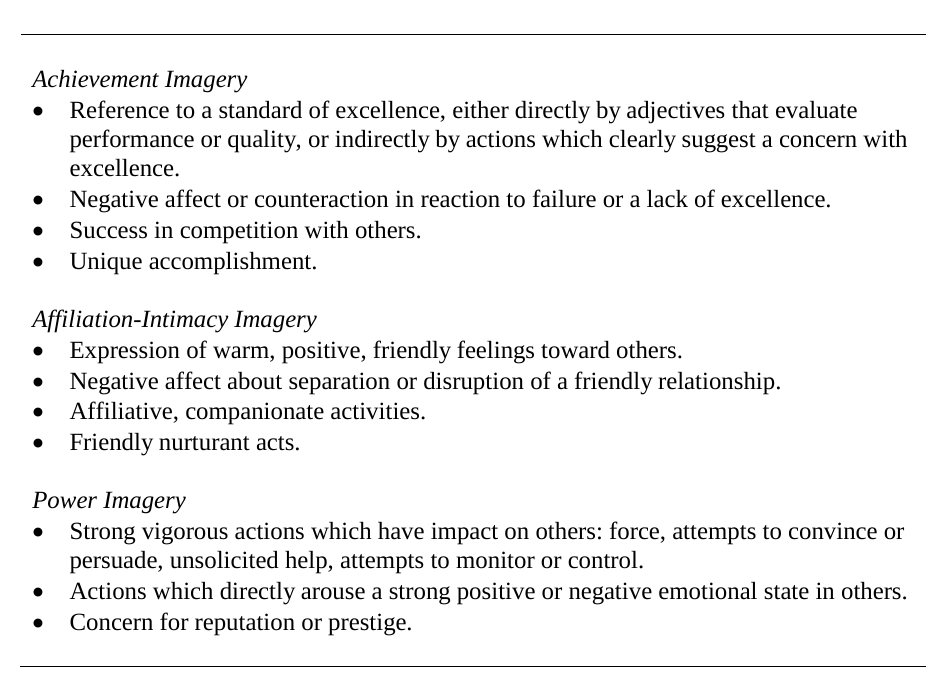 Achievement Imagery
• Reference to a standard of excellence, either directly by adjectives that evaluate
performance or quality, or indirectly by actions which clearly suggest a concern with
excellence.
• Negative affect or counteraction in reaction to failure or a lack of excellence.
• Success in competition with others.
• Unique accomplishment.
Affiliation-Intimacy Imagery
• Expression of warm, positive, friendly feelings toward others.
• Negative affect about separation or disruption of a friendly relationship.
• Affiliative, companionate activities.
• Friendly nurturant acts.
Power Imagery
• Strong vigorous actions which have impact on others: force, attempts to convince or
persuade, unsolicited help, attempts to monitor or control.
• Actions which directly arouse a strong positive or negative emotional state in others.
• Concern for reputation or prestige.